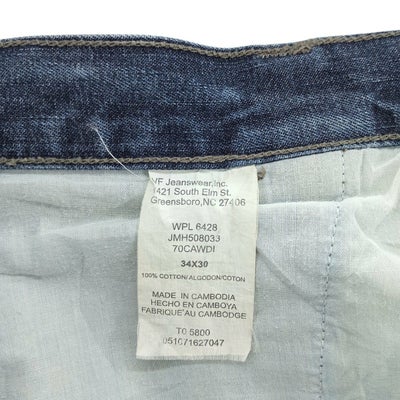 VF Jeanswear, Inc.
1421 South Elm St.
Greensboro, NC 27406
WPL 6428
JMH508033
70CAWDI
34X30
100% COTTON/ALGODON/COTON
MADE IN CAMBODIA
HECHO EN CAMBOYA
FABRIQUE AU CAMBODGE
T0 5800
051071627047